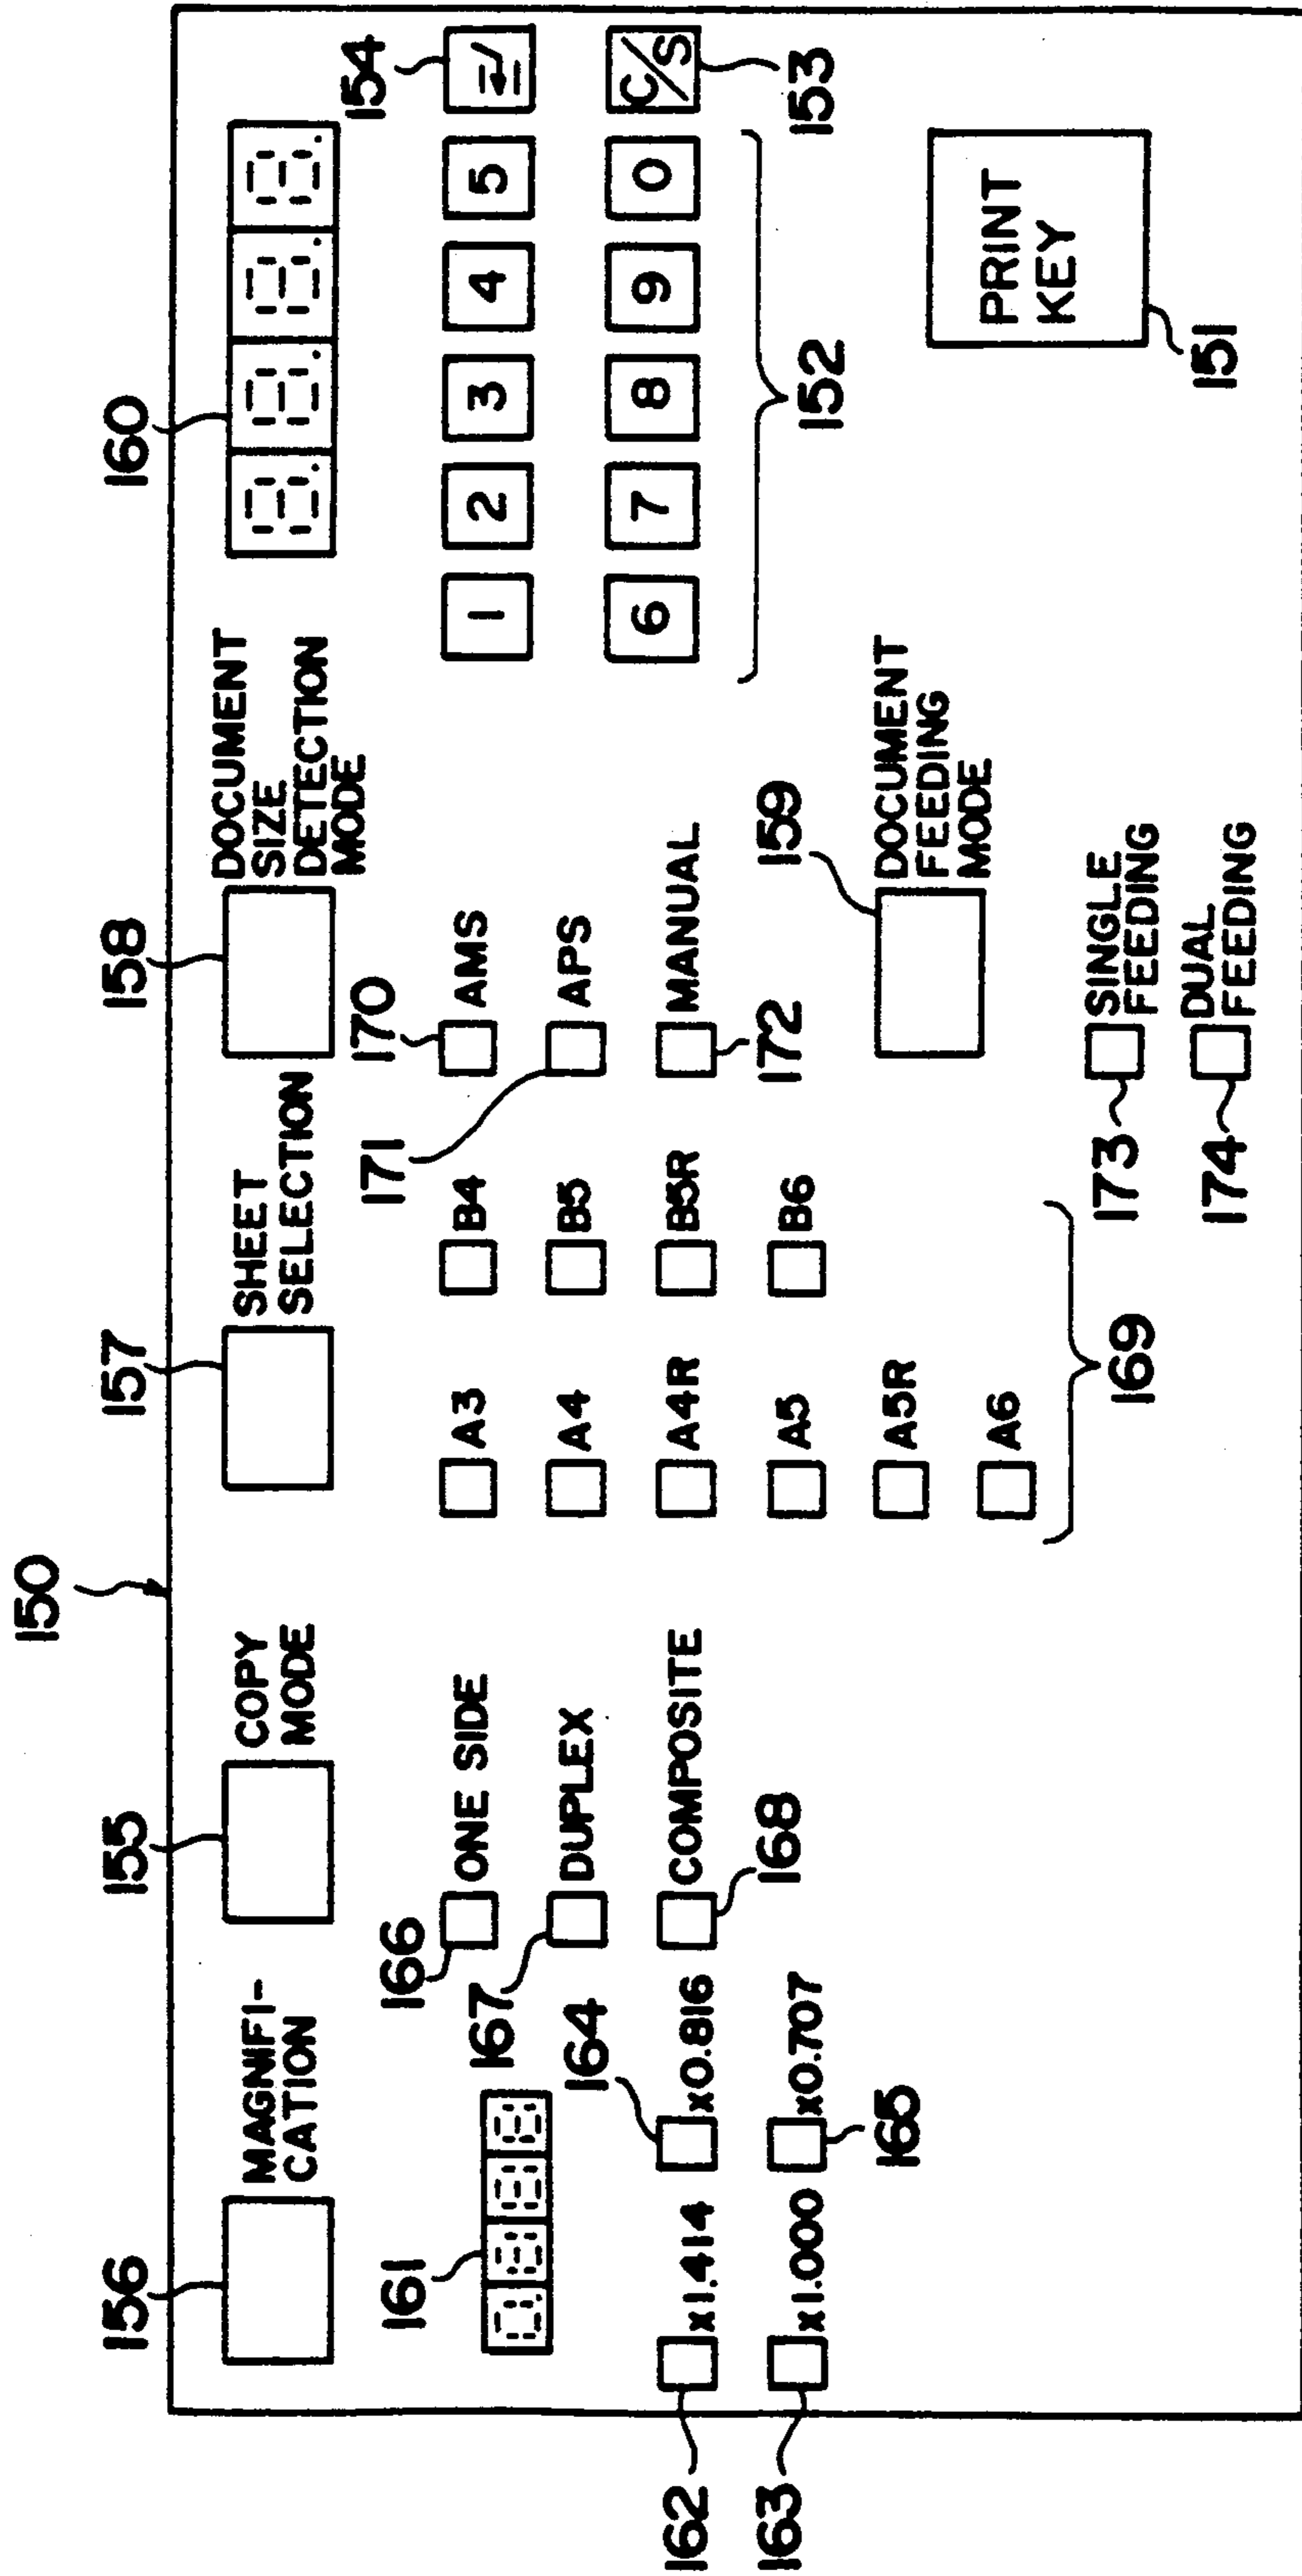 150
156
155
157
158
160
MAGNIFI-
CATION
COPY
MODE
SHEET
SELECTION
DOCUMENT
SIZE
DETECTION
MODE
154
161
166
ONE SIDE
A3
B4
170
AMS
1
2
3
4
5
167
DUPLEX
A4
B5
171
APS
164
162
x1.414
x0.816
COMPOSITE
168
A4R
B5R
MANUAL
172
6
7
8
9
0
C/S
153
152
163
x1.000
x0.707
165
A5
B6
A5R
A6
169
159
DOCUMENT
FEEDING
MODE
PRINT
KEY
151
173
SINGLE
FEEDING
174
DUAL
FEEDING